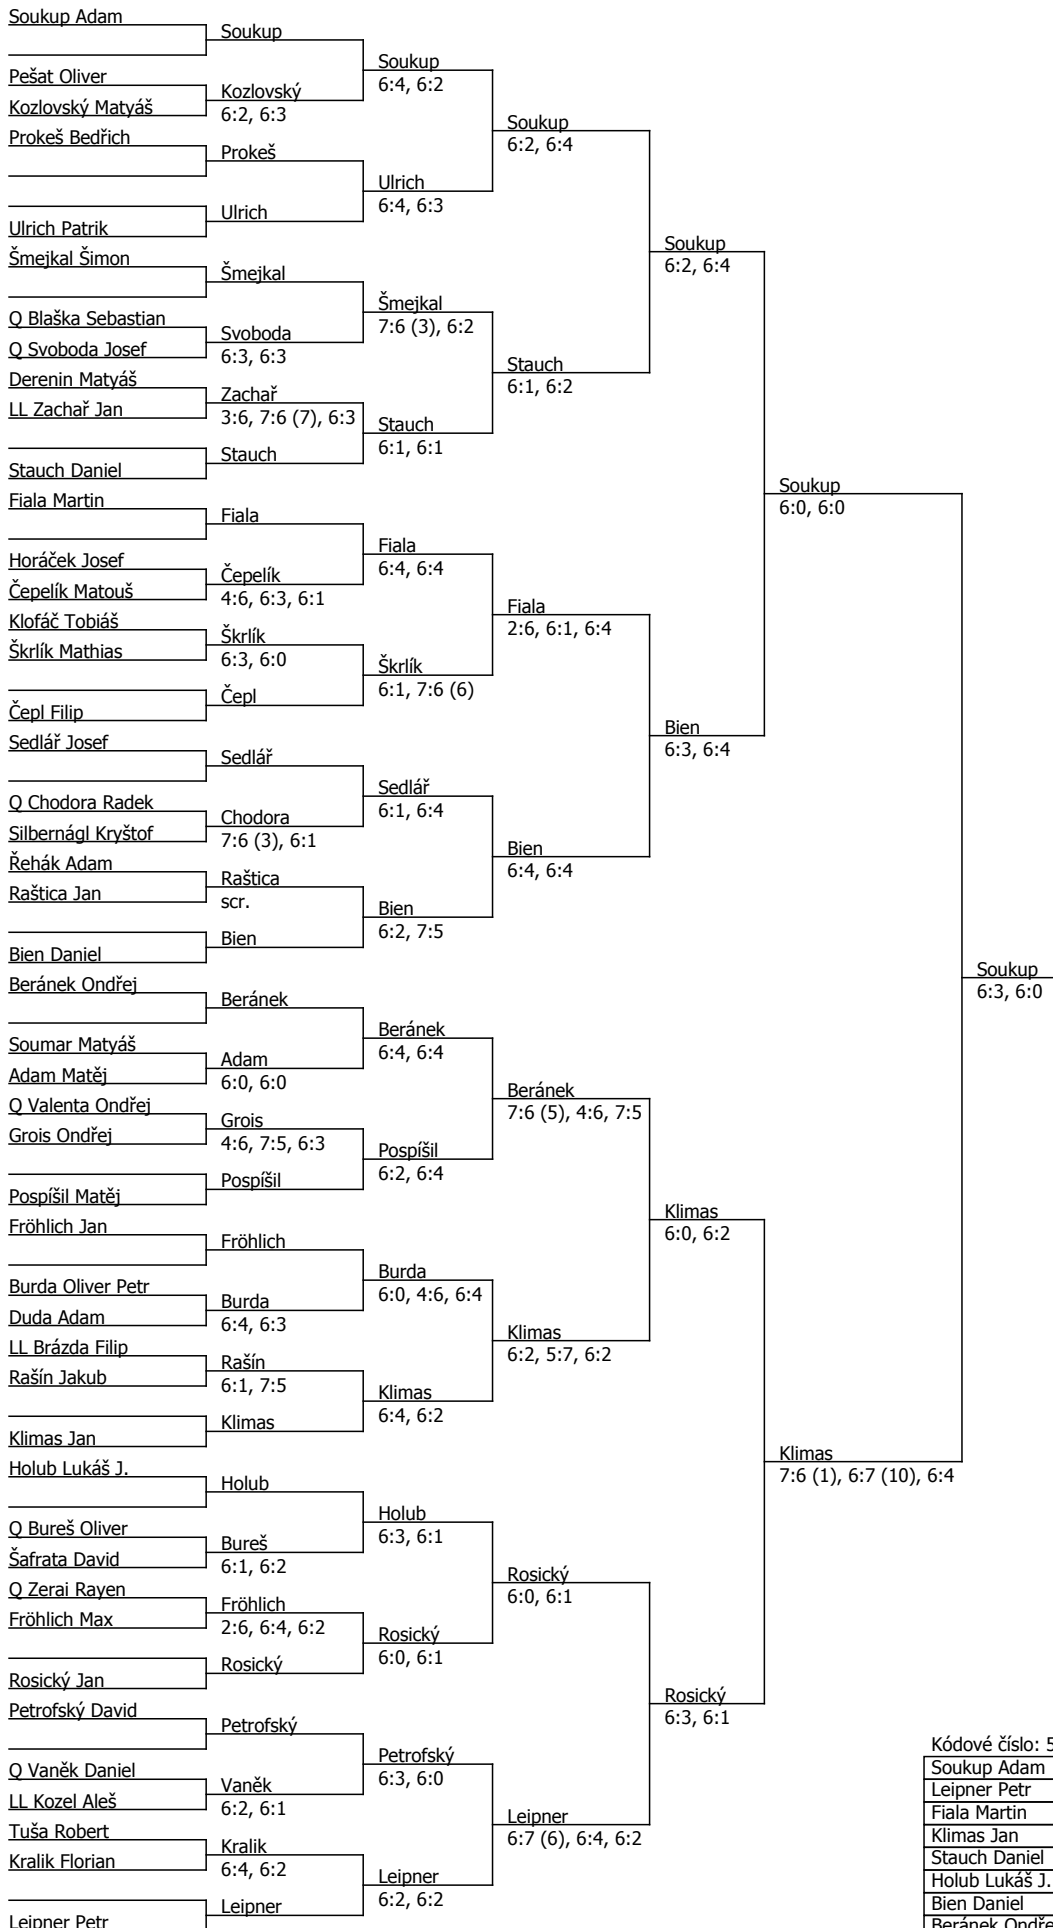 Soukup Adam
Pešat Oliver
Kozlovský Matyáš
Prokeš Bedřich
Ulrich Patrik
Šmejkal Šimon
Q Blaška Sebastian
Q Svoboda Josef
Derenin Matyáš
LL Zachař Jan
Stauch Daniel
Fiala Martin
Horáček Josef
Čepelík Matouš
Klofáč Tobiáš
Škrlík Mathias
Čepl Filip
Sedlář Josef
Q Chodora Radek
Silbernágl Kryštof
Řehák Adam
Raštica Jan
Bien Daniel
Beránek Ondřej
Soumar Matyáš
Adam Matěj
Q Valenta Ondřej
Grois Ondřej
Pospíšil Matěj
Fröhlich Jan
Burda Oliver Petr
Duda Adam
LL Brázda Filip
Rašín Jakub
Klimas Jan
Holub Lukáš J.
Q Bureš Oliver
Šafrata David
Q Zerai Rayen
Fröhlich Max
Rosický Jan
Petrofský David
Q Vaněk Daniel
LL Kozel Aleš
Tuša Robert
Kralik Florian
Leipner Petr
Soukup
Kozlovský
6:2, 6:3
Prokeš
Ulrich
Šmejkal
Svoboda
6:3, 6:3
Zachař
3:6, 7:6 (7), 6:3
Stauch
Fiala
Čepelík
4:6, 6:3, 6:1
Škrlík
6:3, 6:0
Čepl
Sedlář
Chodora
7:6 (3), 6:1
Raštica
scr.
Bien
Beránek
Adam
6:0, 6:0
Grois
4:6, 7:5, 6:3
Pospíšil
Fröhlich
Burda
6:4, 6:3
Rašín
6:1, 7:5
Klimas
Holub
Bureš
6:1, 6:2
Fröhlich
2:6, 6:4, 6:2
Rosický
Petrofský
Vaněk
6:2, 6:1
Kralik
6:4, 6:2
Leipner
Soukup
6:4, 6:2
Ulrich
6:4, 6:3
Šmejkal
7:6 (3), 6:2
Stauch
6:1, 6:1
Fiala
6:4, 6:4
Škrlík
6:1, 7:6 (6)
Sedlář
6:1, 6:4
Bien
6:2, 7:5
Beránek
6:4, 6:4
Pospíšil
6:2, 6:4
Burda
6:0, 4:6, 6:4
Klimas
6:4, 6:2
Holub
6:3, 6:1
Rosický
6:0, 6:1
Petrofský
6:3, 6:0
Leipner
6:2, 6:2
Soukup
6:2, 6:4
Stauch
6:1, 6:2
Fiala
2:6, 6:1, 6:4
Bien
6:4, 6:4
Beránek
7:6 (5), 4:6, 7:5
Klimas
6:2, 5:7, 6:2
Rosický
6:0, 6:1
Leipner
6:7 (6), 6:4, 6:2
Soukup
6:2, 6:4
Bien
6:3, 6:4
Klimas
6:0, 6:2
Rosický
6:3, 6:1
Soukup
6:0, 6:0
Klimas
7:6 (1), 6:7 (10), 6:4
Soukup
6:3, 6:0
Kódové číslo: 5
Soukup Adam
Leipner Petr
Fiala Martin
Klimas Jan
Stauch Daniel
Holub Lukáš J.
Bien Daniel
Beránek Ondře